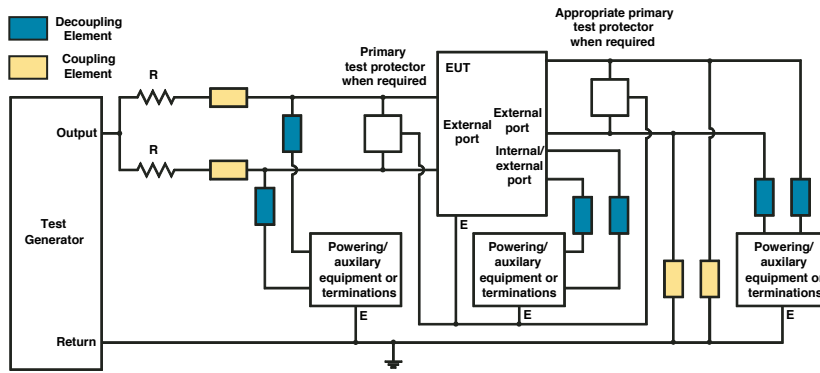 Decoupling
Element
Coupling
Element
Appropriate primary
test protector
when required
Primary
test protector
when required
EUT
R
Output
External
port
External
port
Internal/
external
port
R
Test
Generator
E
Powering/
auxilary
equipment or
terminations
Powering/
auxilary
equipment or
terminations
Powering/
auxilary
equipment or
terminations
E
E
E
Return